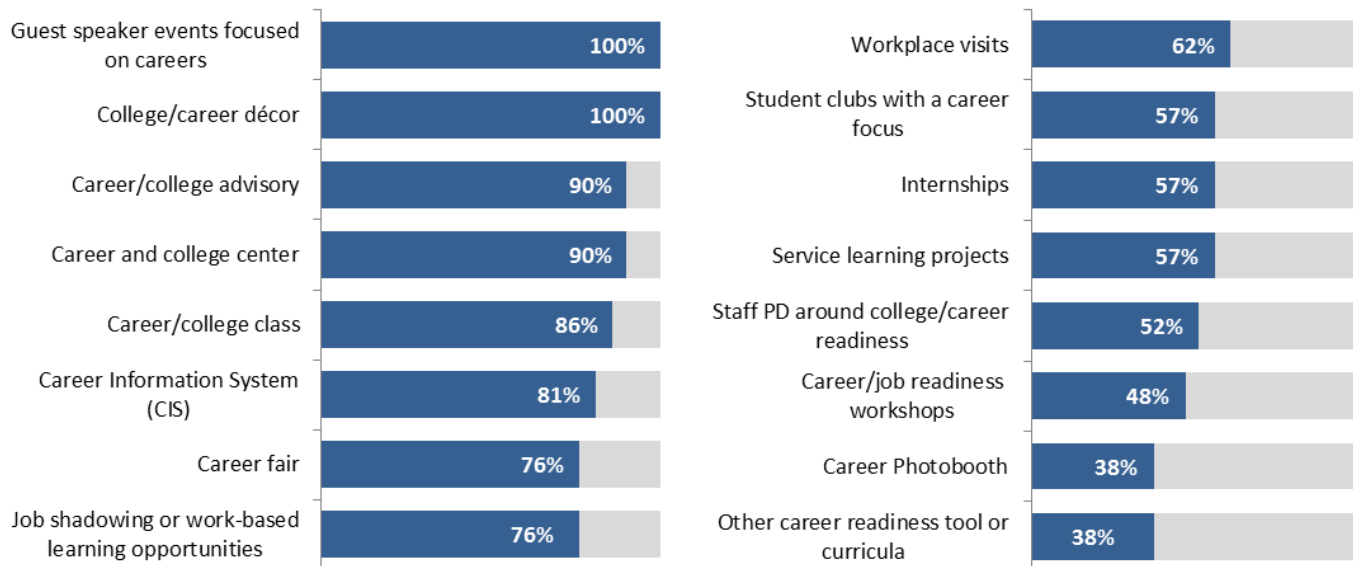 Guest speaker events focused
on careers
100%
College/career décor
100%
Career/college advisory
90%
Career and college center
90%
Career/college class
86%
Career Information System
(CIS)
81%
Career fair
76%
Job shadowing or work-based
learning opportunities
76%
Workplace visits
62%
Student clubs with a career
focus
57%
Internships
57%
Service learning projects
57%
Staff PD around college/career
readiness
52%
Career/job readiness
workshops
48%
Career Photobooth
38%
Other career readiness tool or
curricula
38%